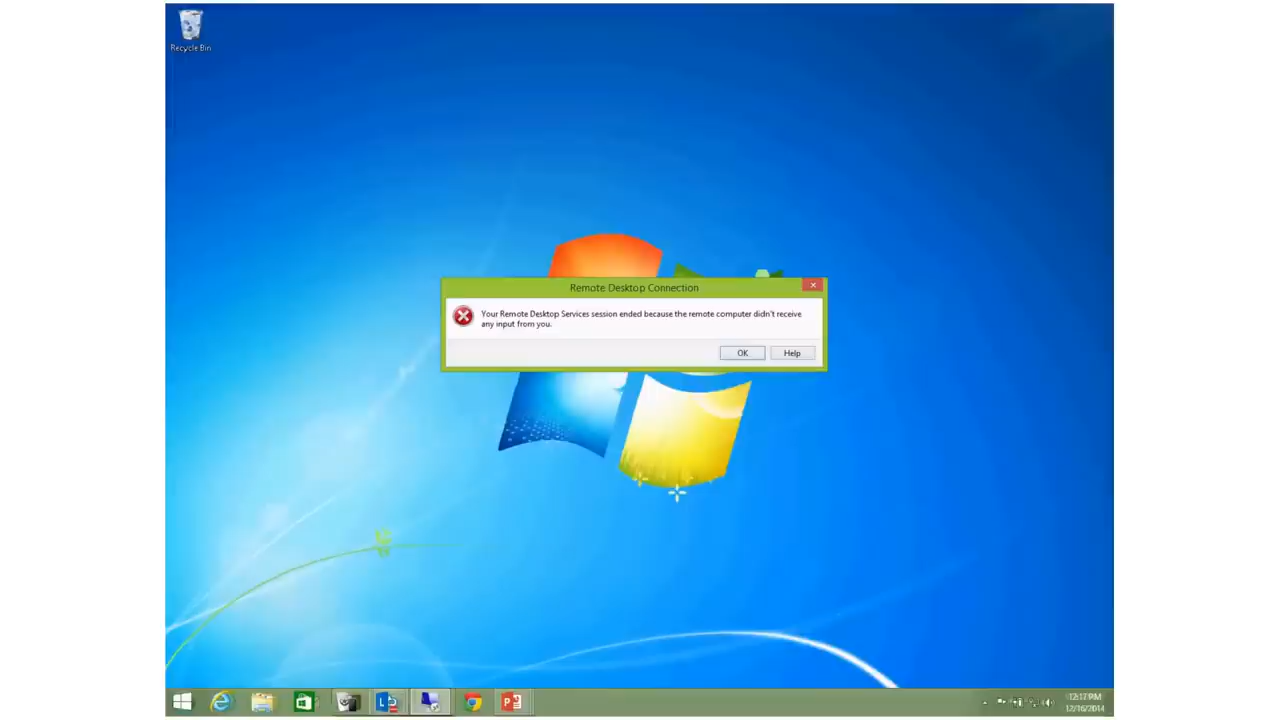 Recycle Bin
Remote Desktop Connection
Your Remote Desktop Services session ended because the remote computer didn't receive
any input from you.
OK
Help
12:17 PM
12/16/2014